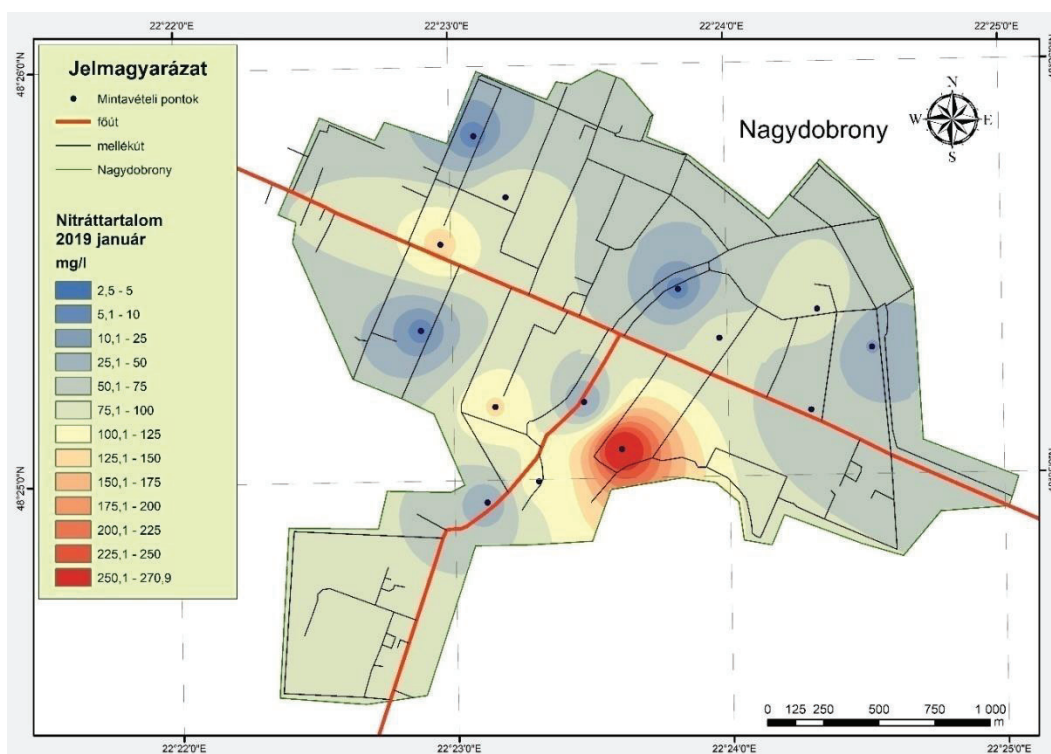 22°22'0"E 22°23'0"E 22°24'0"E 22°25'0"E
48°26'0"N
Jelmagyarázat
Mintavételi pontok
főút
mellékút
Nagydobrony
Nitráttartalom
2019 január
mg/l
2,5 - 5
5,1 - 10
10,1 - 25
25,1 - 50
50,1 - 75
75,1 - 100
100,1 - 125
125,1 - 150
150,1 - 175
175,1 - 200
200,1 - 225
225,1 - 250
250,1 - 270,9
Nagydobrony
N
W E
S
48°25'0"N
0 125 250 500 750 1 000
m
22°22'0"E 22°23'0"E 22°24'0"E 22°25'0"E